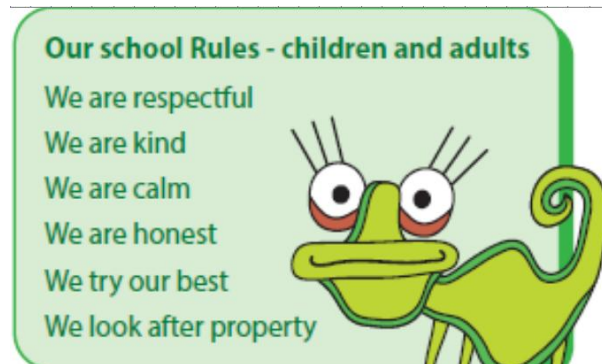 Our school Rules - children and adults
We are respectful
We are kind
We are calm
We are honest
We try our best
We look after property